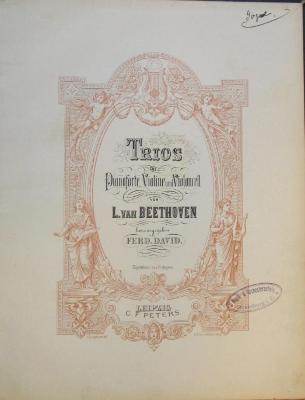 TRIOS
für
Pianoforte, Violine und Violoncell
von
L. VAN BEETHOVEN
herausgegeben
FERD. DAVID.
LEIPZIG
C. F. PETERS.